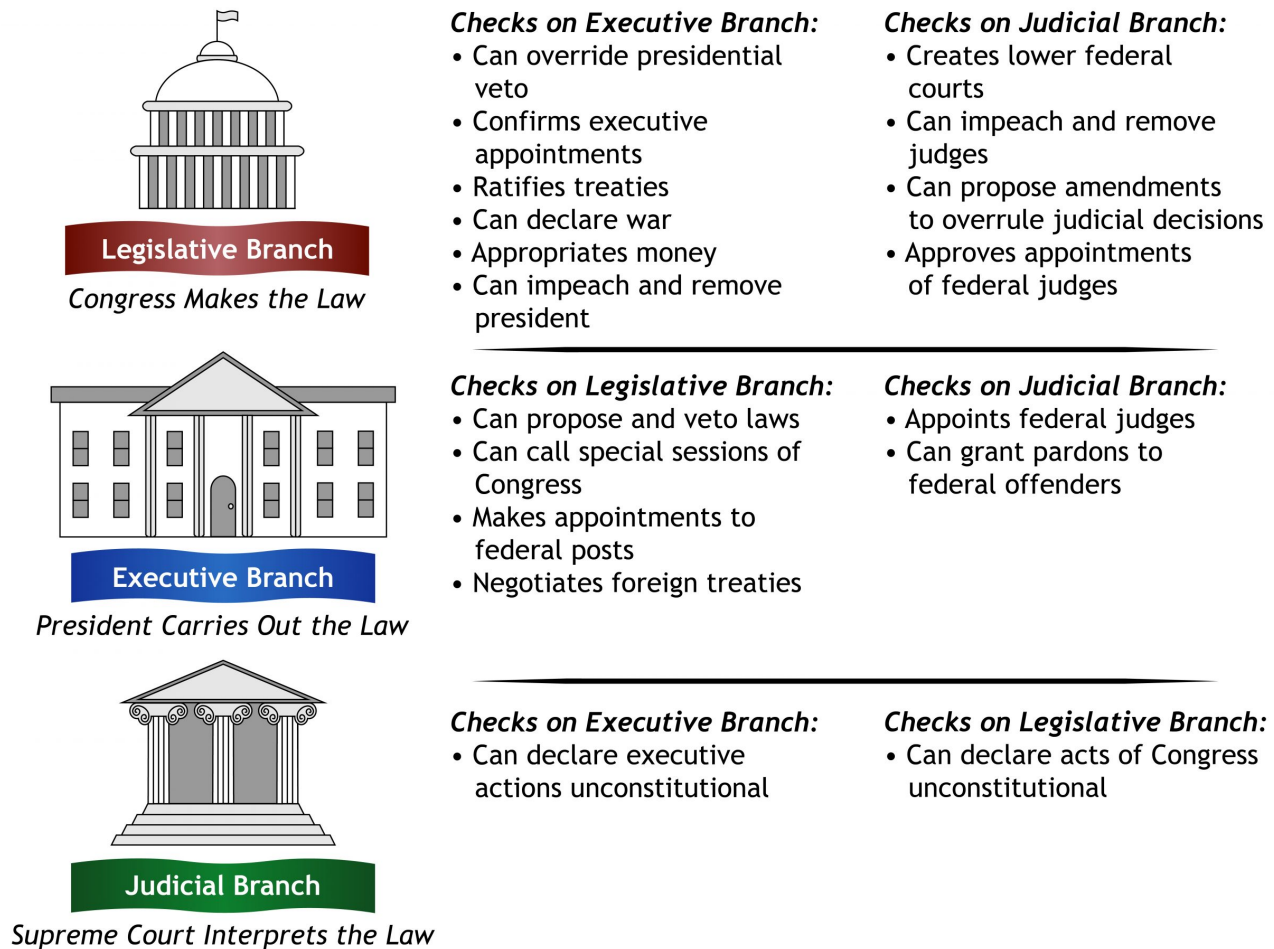 Legislative Branch
Congress Makes the Law
Checks on Executive Branch:
• Can override presidential
veto
• Confirms executive
appointments
• Ratifies treaties
• Can declare war
• Appropriates money
• Can impeach and remove
president
Checks on Judicial Branch:
• Creates lower federal
courts
• Can impeach and remove
judges
• Can propose amendments
to overrule judicial decisions
• Approves appointments
of federal judges
Executive Branch
President Carries Out the Law
Checks on Legislative Branch:
• Can propose and veto laws
• Can call special sessions of
Congress
• Makes appointments to
federal posts
• Negotiates foreign treaties
Checks on Judicial Branch:
• Appoints federal judges
• Can grant pardons to
federal offenders
Judicial Branch
Supreme Court Interprets the Law
Checks on Executive Branch:
• Can declare executive
actions unconstitutional
Checks on Legislative Branch:
• Can declare acts of Congress
unconstitutional